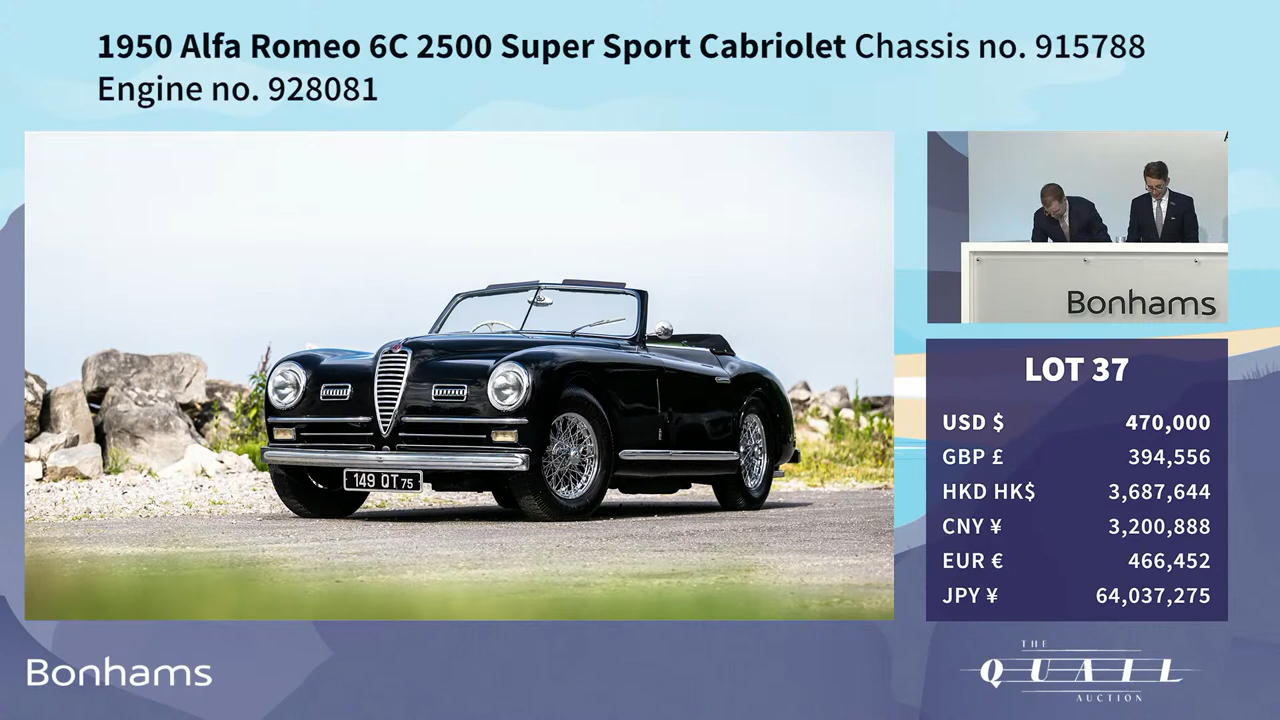 1950 Alfa Romeo 6C 2500 Super Sport Cabriolet Chassis no. 915788
Engine no. 928081
149 QT 75
Bonhams
LOT 37
USD $ 470,000
GBP £ 394,556
HKD HK$ 3,687,644
CNY ¥ 3,200,888
EUR € 466,452
JPY ¥ 64,037,275
Bonhams
THE
QUAIL
AUCTION